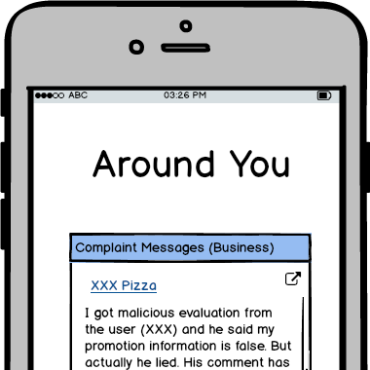 ABC 03:26 PM
Around You
Complaint Messages (Business)
XXX Pizza
I got malicious evaluation from
the user (XXX) and he said my
promotion information is false. But
actually he lied. His comment has